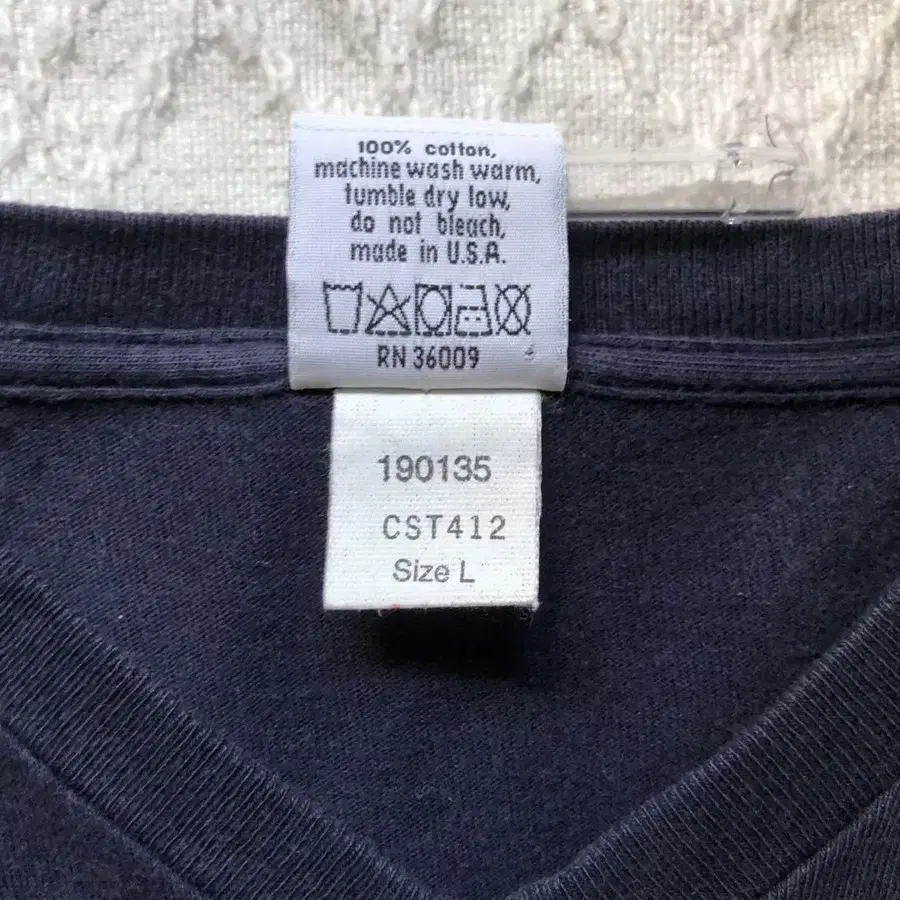 100% cotton,
machine wash warm,
tumble dry low,
do not bleach,
made in U.S.A.
RN 36009
190135
CST412
Size L